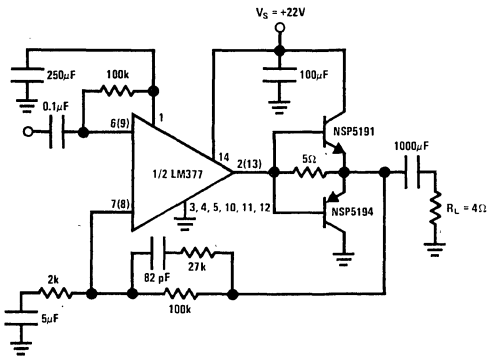 V_S = +22V
250µF
100k
100µF
0.1µF
6(9)
1
NSP5191
1000µF
14
2(13)
5Ω
1/2 LM377
7(8)
3, 4, 5, 10, 11, 12
NSP5194
R_L = 4Ω
2k
82 pF
27k
100k
5µF